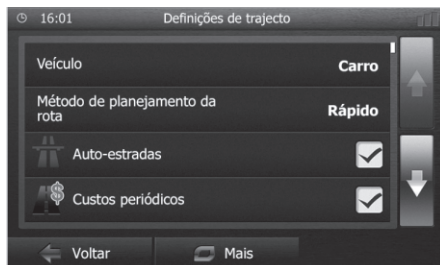 16:01 Definições de trajecto
Veículo Carro
Método de planejamento da
rota Rápido
Auto-estradas
Custos periódicos
Voltar Mais